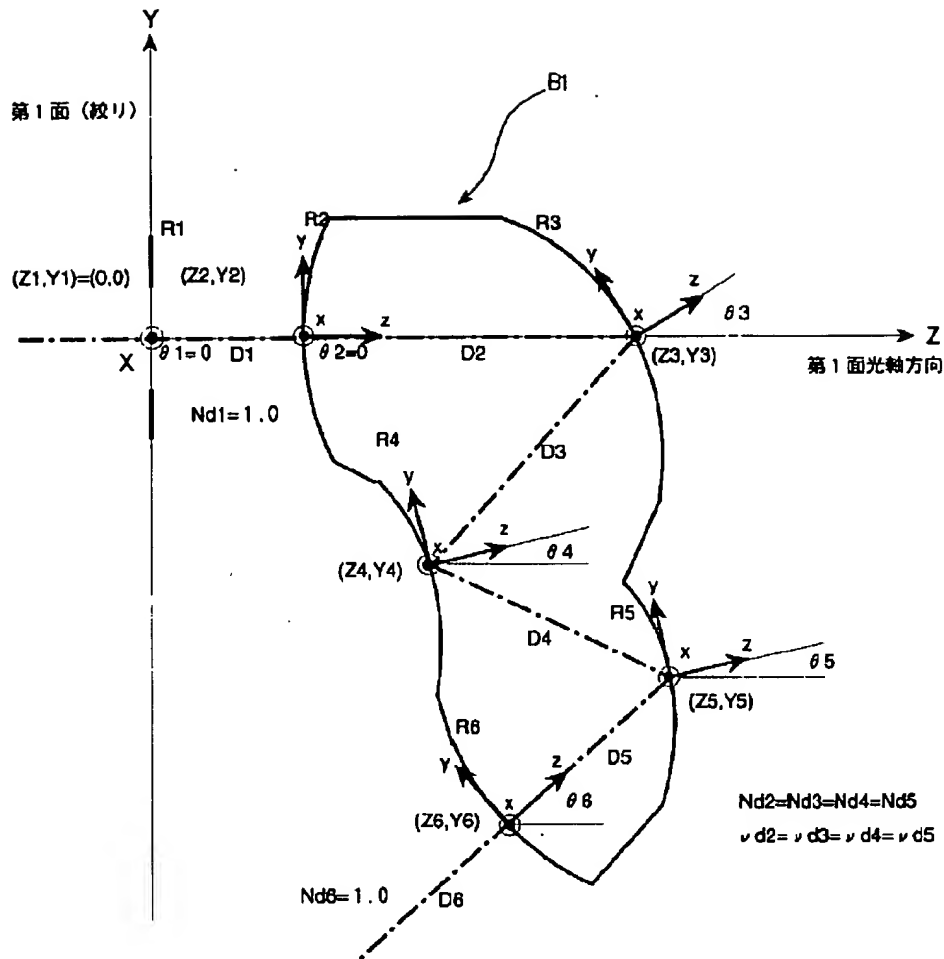 Y
第1面（絞り）
B1
R1
R2
R3
y
y
z
(Z1,Y1)=(0,0)
(Z2,Y2)
θ3
x
z
x
Z
X
θ1=0
D1
θ2=0
D2
(Z3,Y3)
第1面光軸方向
Nd1=1.0
R4
D3
y
x
z
θ4
(Z4,Y4)
y
R5
D4
x
z
θ5
(Z5,Y5)
R6
y
z
D5
x
θ6
(Z6,Y6)
Nd2=Nd3=Nd4=Nd5
νd2=νd3=νd4=νd5
Nd6=1.0
D6